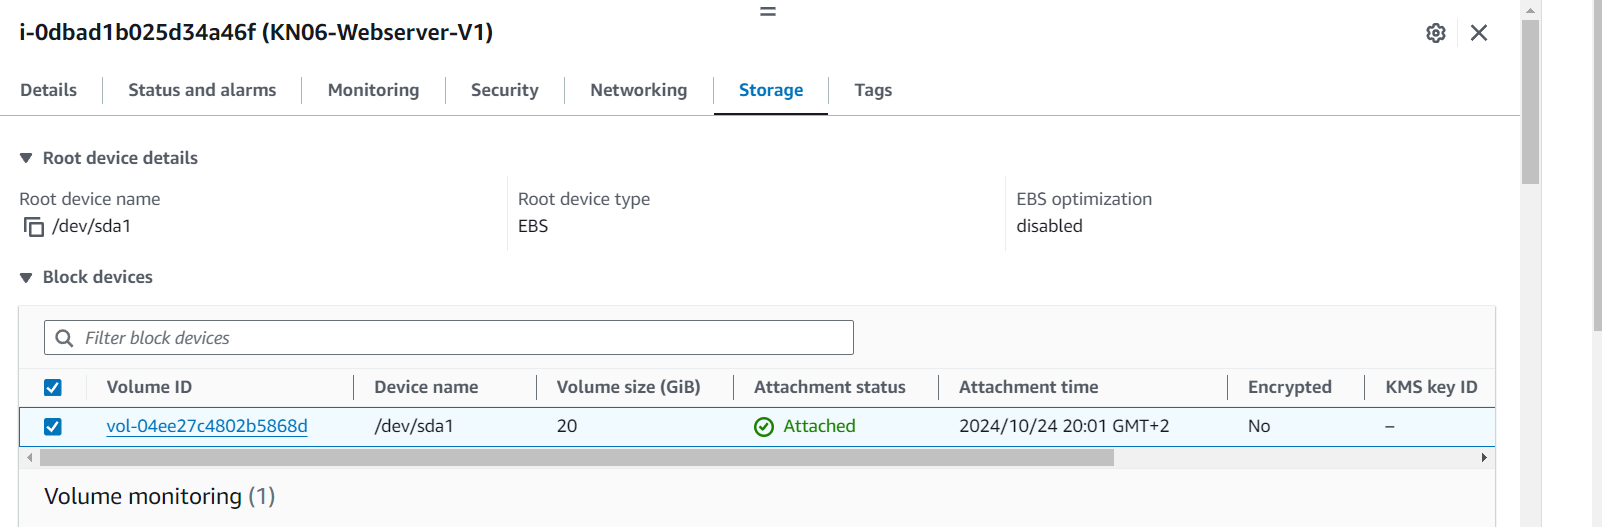 i-0dbad1b025d34a46f (KN06-Webserver-V1)
Details Status and alarms Monitoring Security Networking Storage Tags
Root device details
Root device name Root device type EBS optimization
/dev/sda1 EBS disabled
Block devices
Filter block devices
Volume ID Device name Volume size (GiB) Attachment status Attachment time Encrypted KMS key ID
vol-04ee27c4802b5868d /dev/sda1 20 Attached 2024/10/24 20:01 GMT+2 No –
Volume monitoring (1)